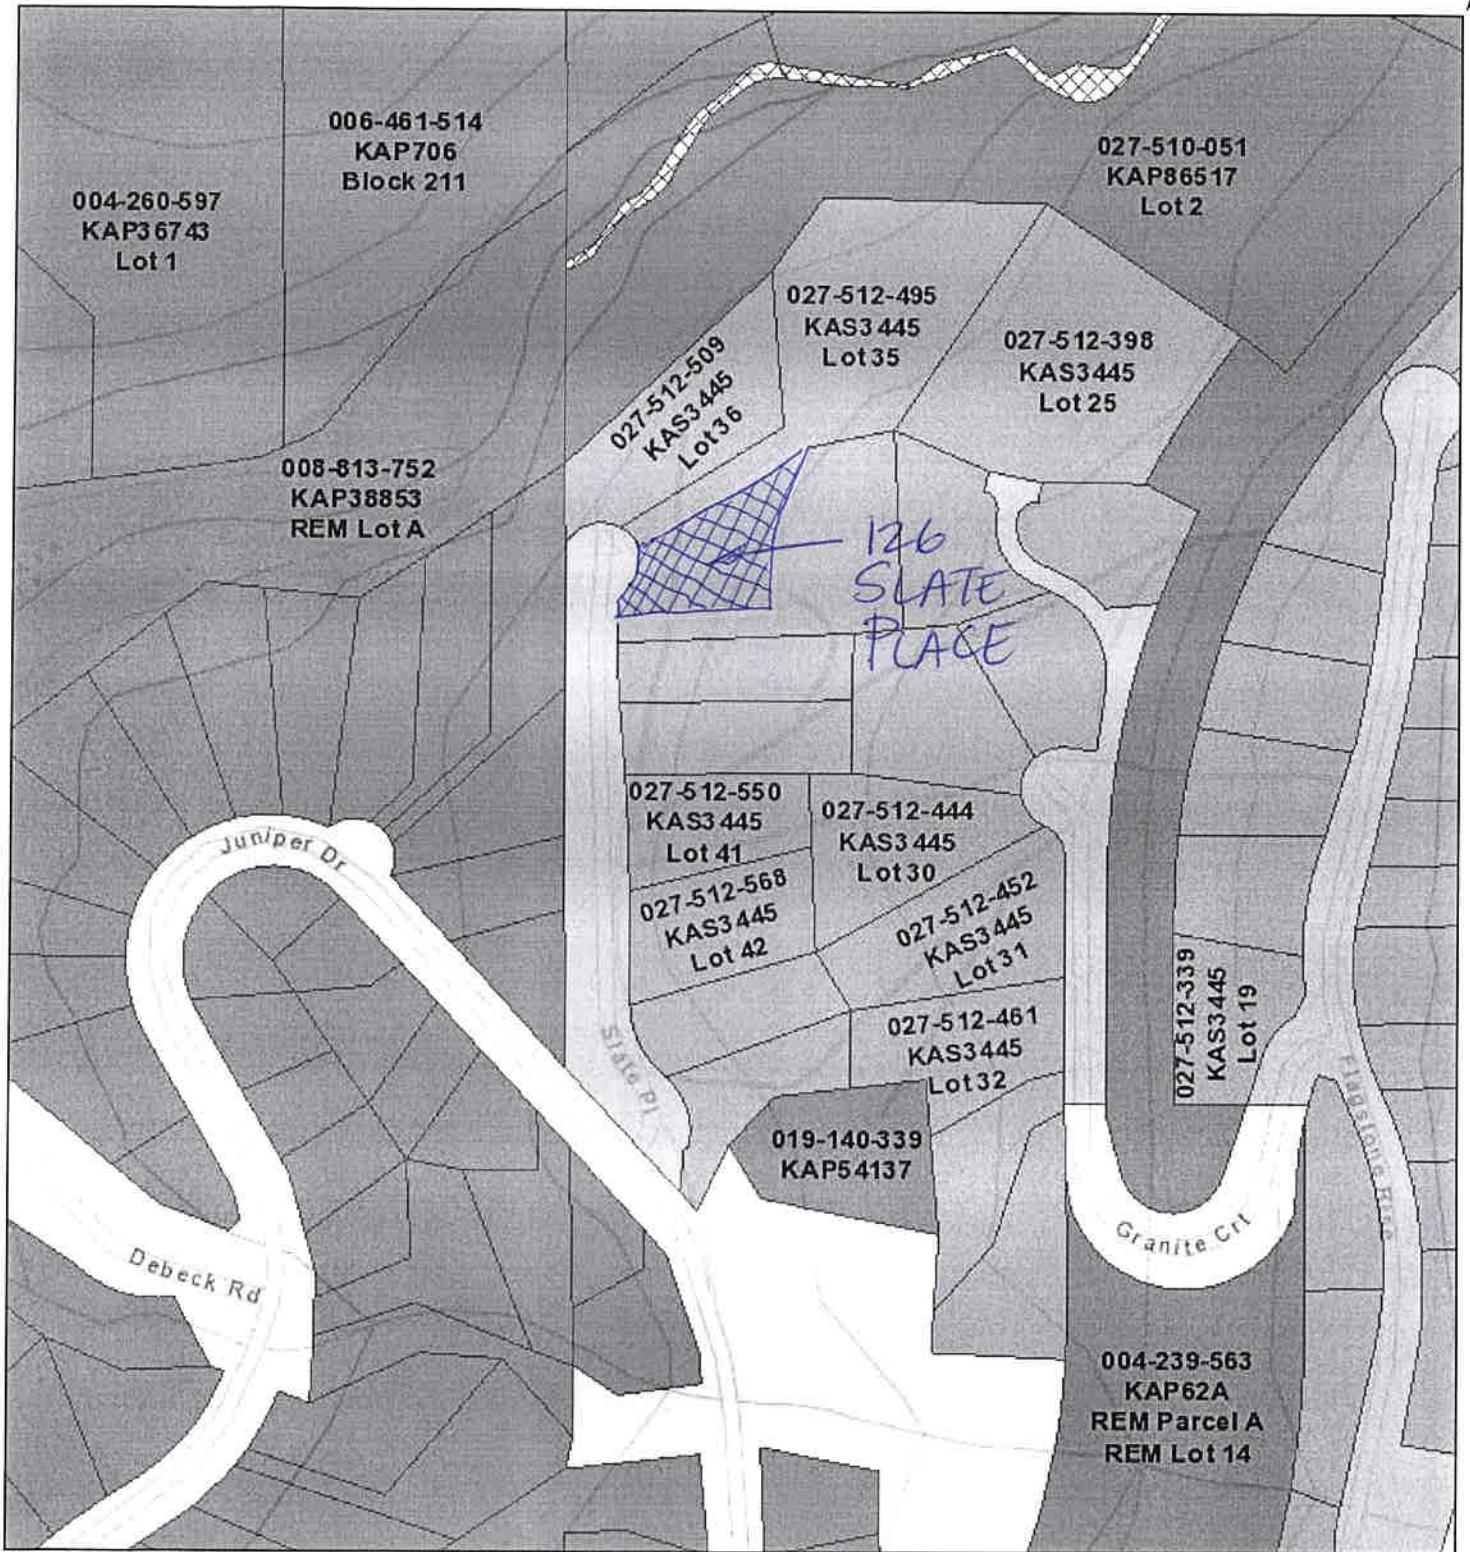 006-461-514
KAP706
Block 211
004-260-597
KAP36743
Lot 1
027-510-051
KAP86517
Lot 2
027-512-495
KAS3445
Lot 35
027-512-398
KAS3445
Lot 25
027-512-509
KAS3445
Lot 36
008-813-752
KAP38853
REM Lot A
126
SLATE
PLACE
027-512-550
KAS3445
Lot 41
027-512-444
KAS3445
Lot 30
Juniper Dr
027-512-568
KAS3445
Lot 42
027-512-452
KAS3445
Lot 31
027-512-339
KAS3445
Lot 19
027-512-461
KAS3445
Lot 32
Slate Pl
Flagstone Rise
019-140-339
KAP54137
Granite Crt
Debeck Rd
004-239-563
KAP62A
REM Parcel A
REM Lot 14